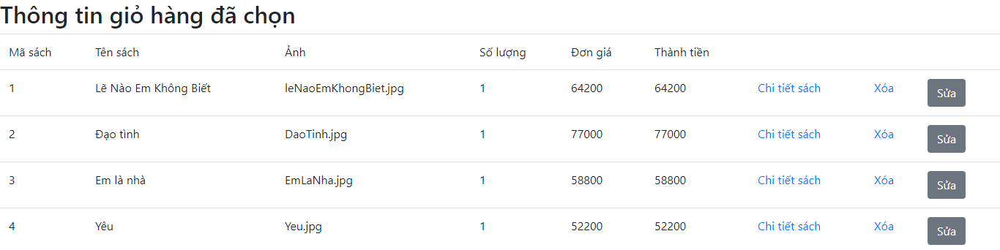 Thông tin giỏ hàng đã chọn
Mã sách Tên sách Ảnh Số lượng Đơn giá Thành tiền
1 Lẽ Nào Em Không Biết leNaoEmKhongBiet.jpg 1 64200 64200 Chi tiết sách Xóa Sửa
2 Đạo tình DaoTinh.jpg 1 77000 77000 Chi tiết sách Xóa Sửa
3 Em là nhà EmLaNha.jpg 1 58800 58800 Chi tiết sách Xóa Sửa
4 Yêu Yeu.jpg 1 52200 52200 Chi tiết sách Xóa Sửa